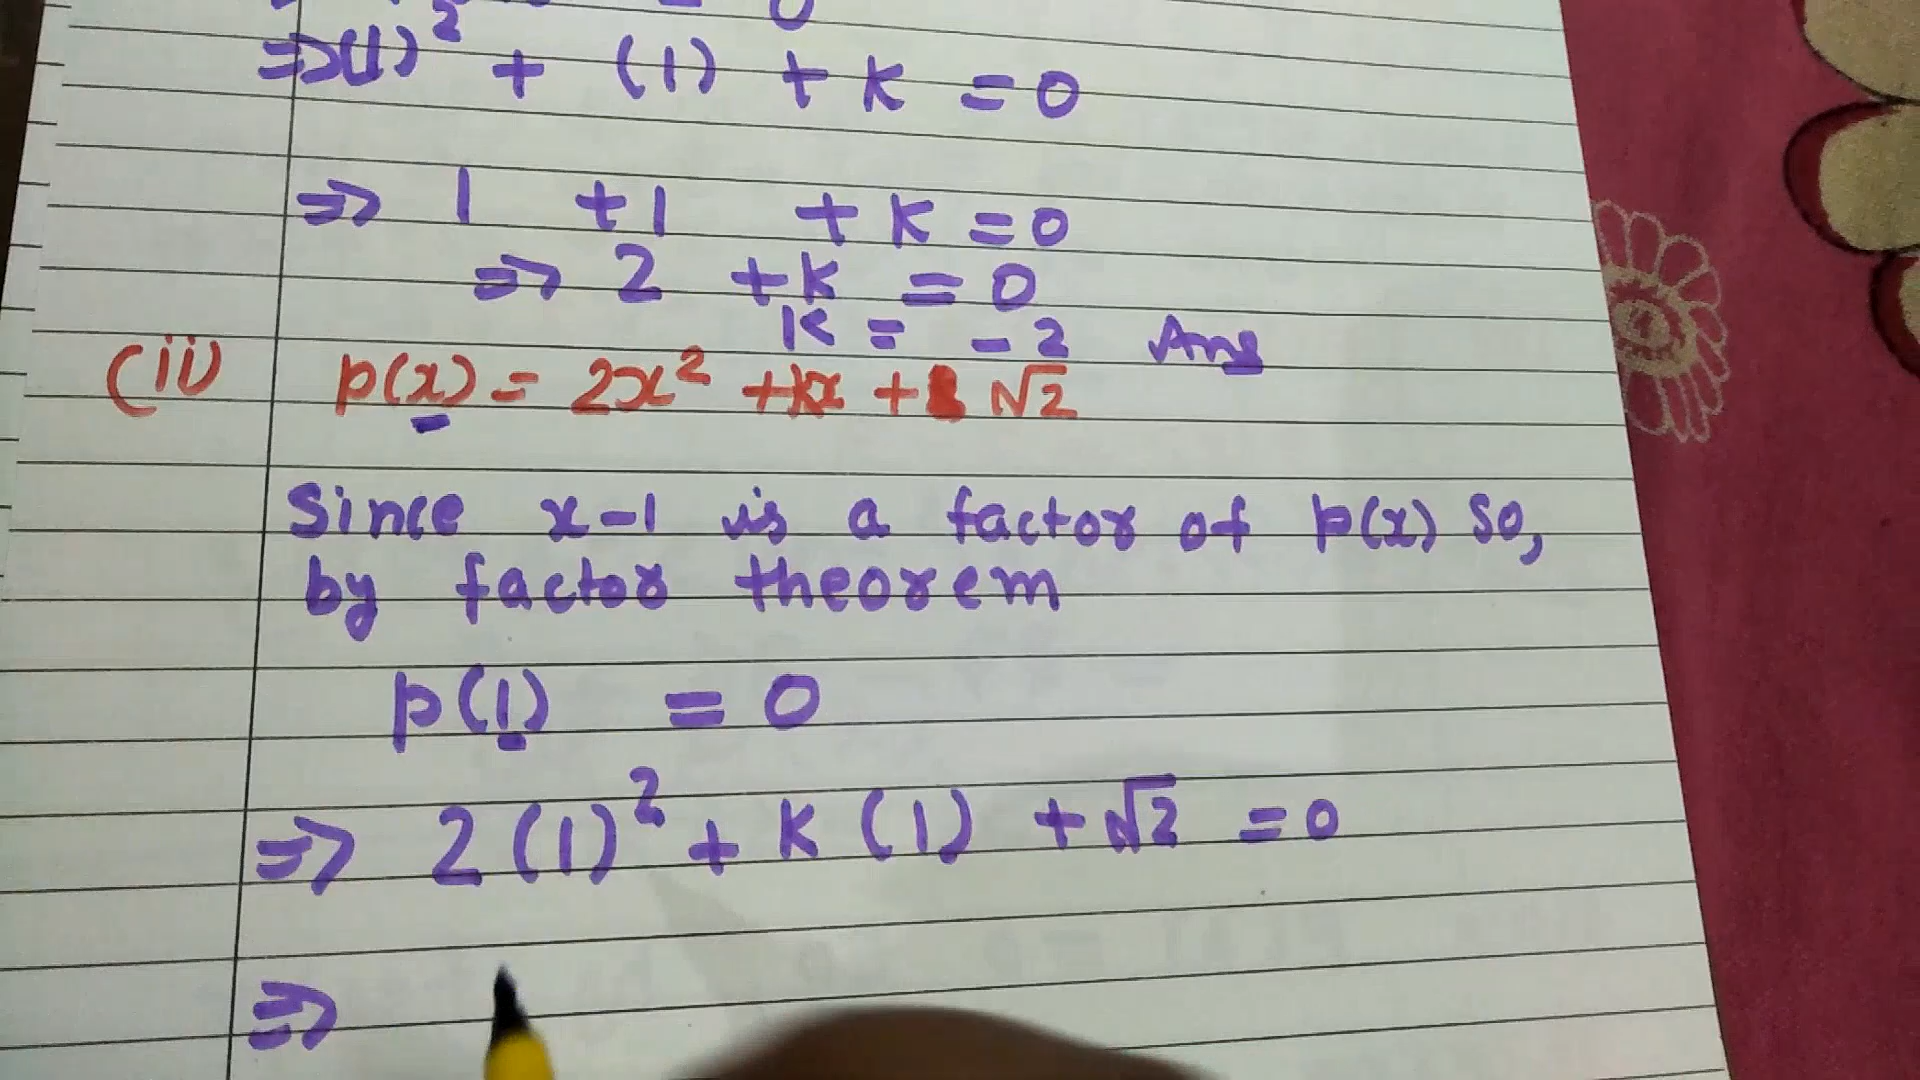 = 0
⇒ (1)² + (1) + k = 0
⇒ 1 + 1 + k = 0
⇒ 2 + k = 0
k = - 2 Ans
(ii) p(x) = 2x² + kx + √2
Since x-1 is a factor of p(x) so,
by factor theorem
p(1) = 0
⇒ 2(1)² + k(1) + √2 = 0
⇒